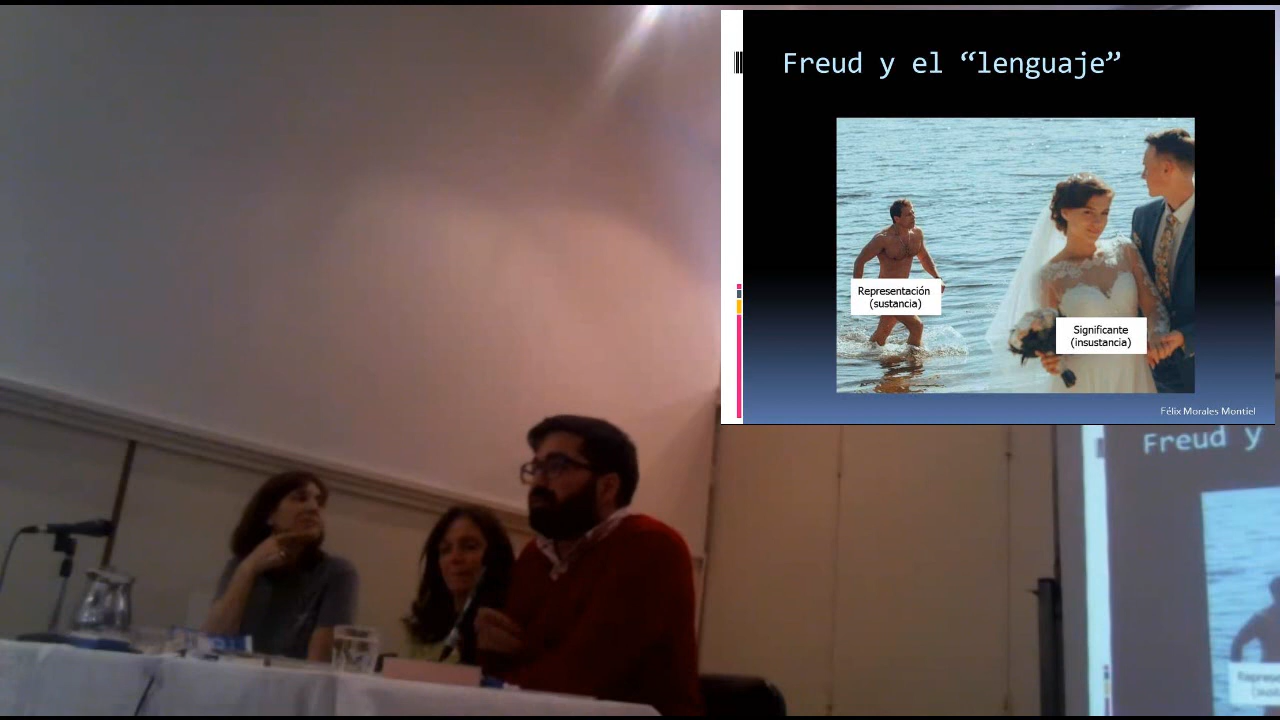 Freud y el “lenguaje”
Representación
(sustancia)
Significante
(insustancia)
Félix Morales Montiel
Freud y